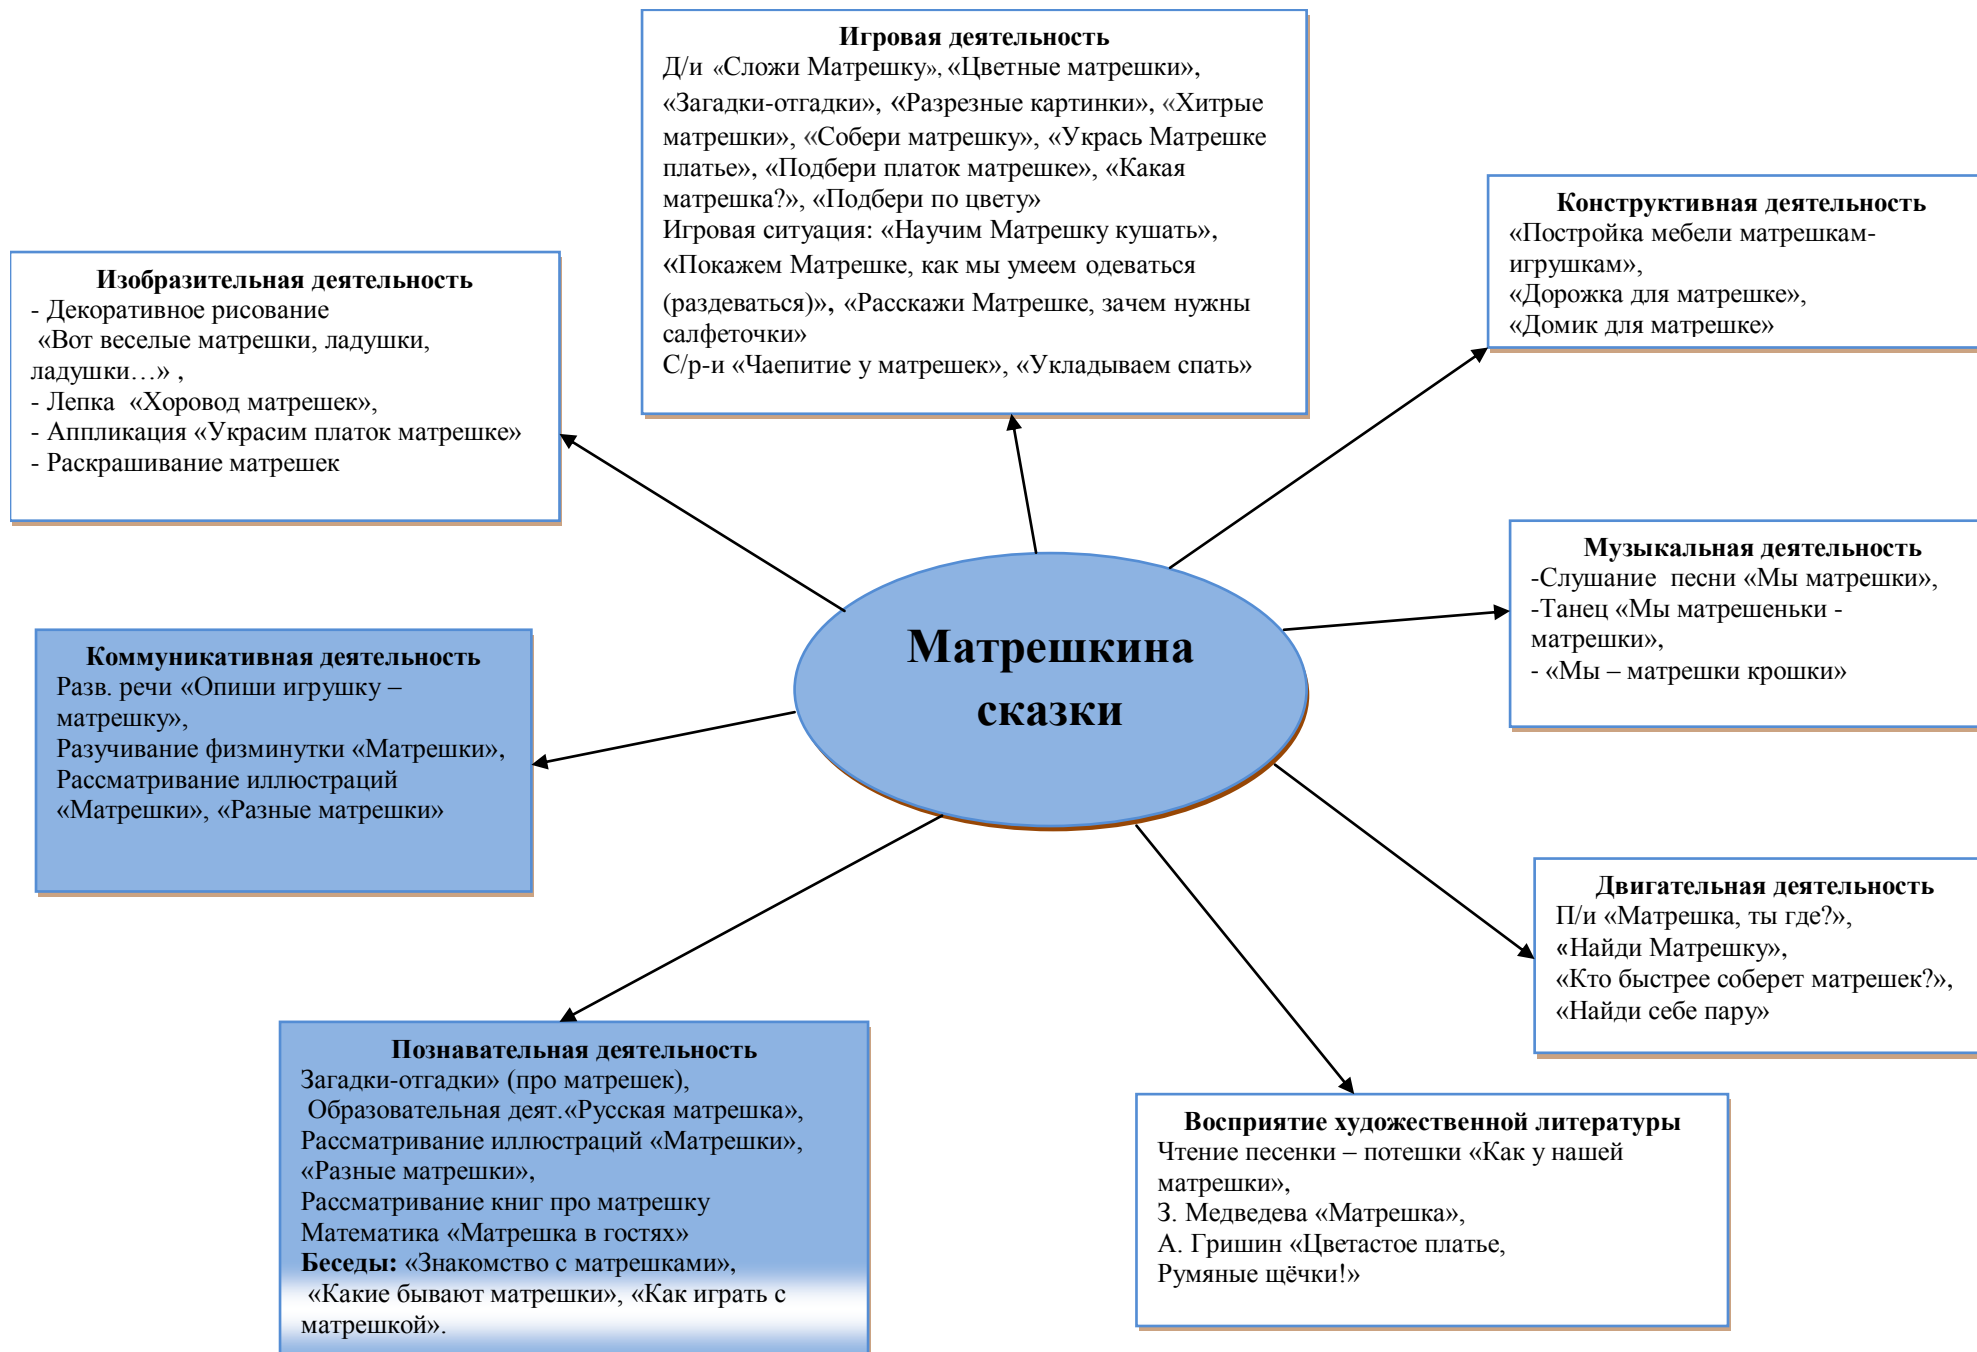 Игровая деятельность
Д/и «Сложи Матрешку», «Цветные матрешки»,
«Загадки-отгадки», «Разрезные картинки», «Хитрые
матрешки», «Собери матрешку», «Укрась Матрешке
платье», «Подбери платок матрешке», «Какая
матрешка?», «Подбери по цвету»
Игровая ситуация: «Научим Матрешку кушать»,
«Покажем Матрешке, как мы умеем одеваться
(раздеваться)», «Расскажи Матрешке, зачем нужны
салфеточки»
С/р-и «Чаепитие у матрешек», «Укладываем спать»
Конструктивная деятельность
«Постройка мебели матрешкам-
игрушкам»,
«Дорожка для матрешке»,
«Домик для матрешке»
Изобразительная деятельность
- Декоративное рисование
«Вот веселые матрешки, ладушки,
ладушки…» ,
- Лепка «Хоровод матрешек»,
- Аппликация «Украсим платок матрешке»
- Раскрашивание матрешек
Музыкальная деятельность
-Слушание песни «Мы матрешки»,
-Танец «Мы матрешеньки -
матрешки»,
- «Мы – матрешки крошки»
Матрешкина
сказки
Коммуникативная деятельность
Разв. речи «Опиши игрушку –
матрешку»,
Разучивание физминутки «Матрешки»,
Рассматривание иллюстраций
«Матрешки», «Разные матрешки»
Двигательная деятельность
П/и «Матрешка, ты где?»,
«Найди Матрешку»,
«Кто быстрее соберет матрешек?»,
«Найди себе пару»
Познавательная деятельность
Загадки-отгадки» (про матрешек),
Образовательная деят.«Русская матрешка»,
Рассматривание иллюстраций «Матрешки»,
«Разные матрешки»,
Рассматривание книг про матрешку
Математика «Матрешка в гостях»
Беседы: «Знакомство с матрешками»,
«Какие бывают матрешки», «Как играть с
матрешкой».
Восприятие художественной литературы
Чтение песенки – потешки «Как у нашей
матрешки»,
З. Медведева «Матрешка»,
А. Гришин «Цветастое платье,
Румяные щёчки!»